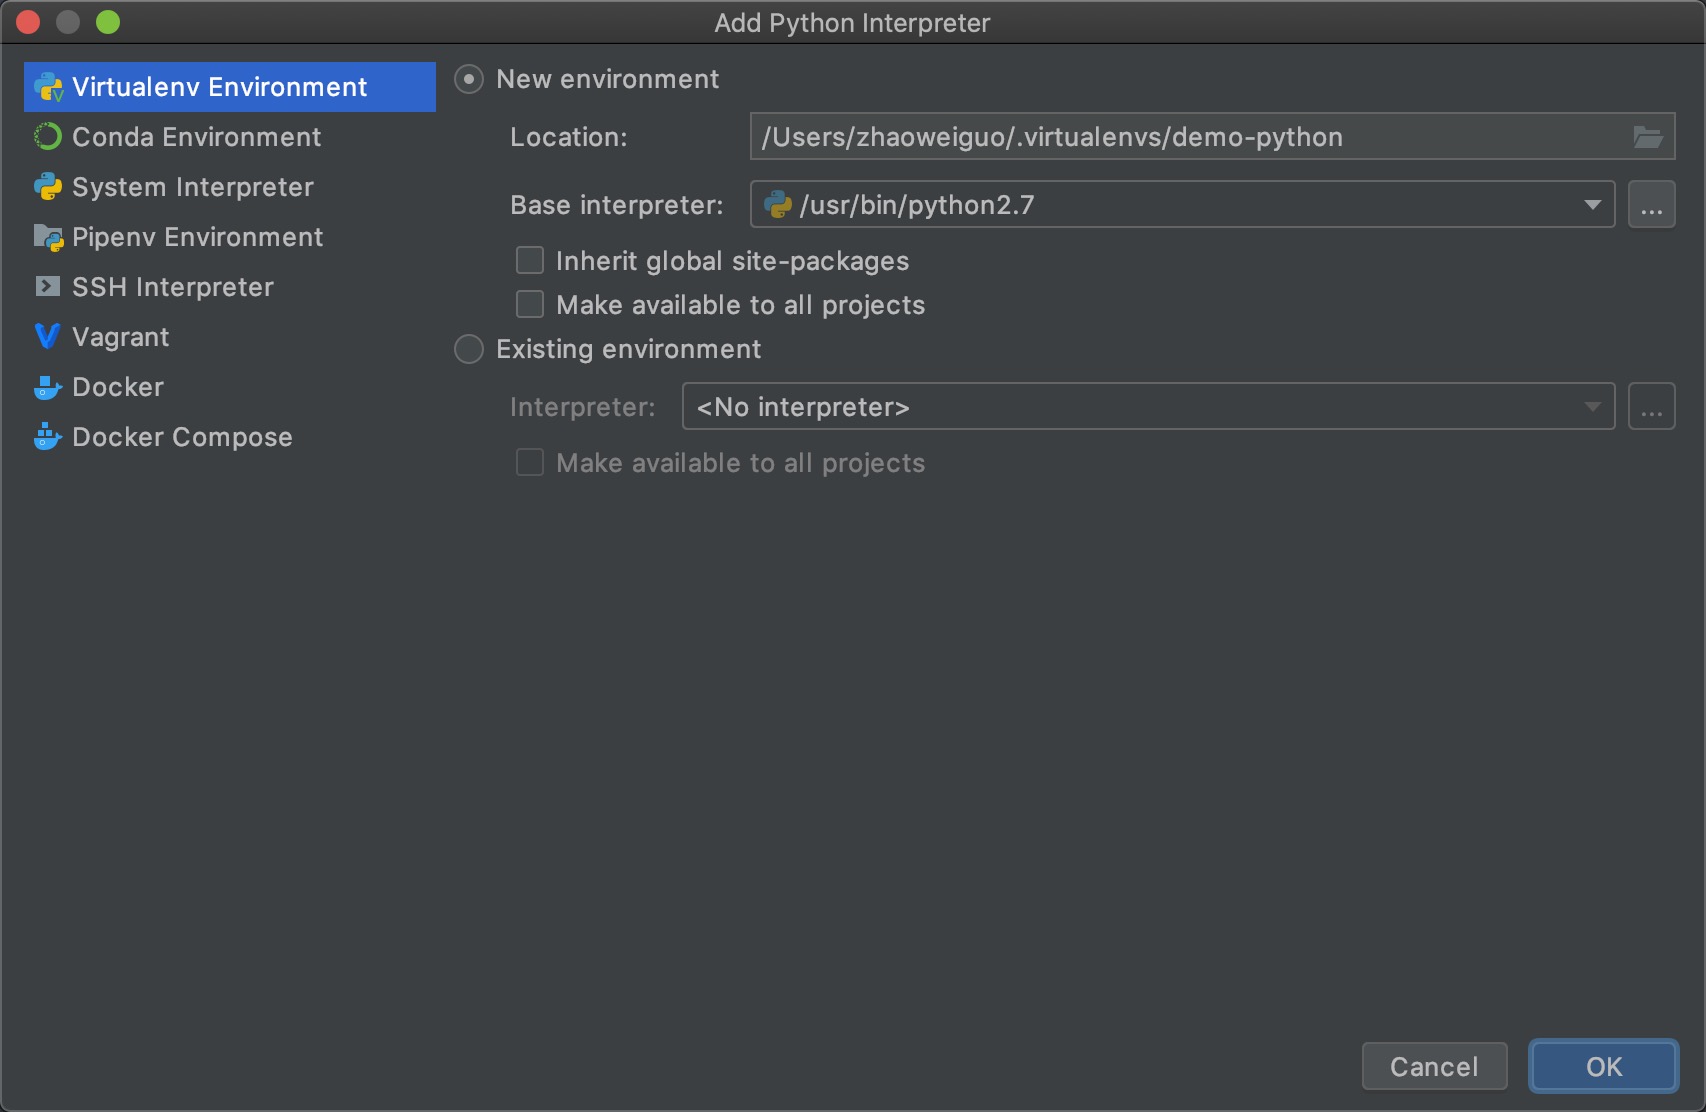 Add Python Interpreter
Virtualenv Environment
Conda Environment
System Interpreter
Pipenv Environment
SSH Interpreter
Vagrant
Docker
Docker Compose
New environment
Location: /Users/zhaoweiguo/.virtualenvs/demo-python
Base interpreter: /usr/bin/python2.7 ...
Inherit global site-packages
Make available to all projects
Existing environment
Interpreter: <No interpreter> ...
Make available to all projects
Cancel OK